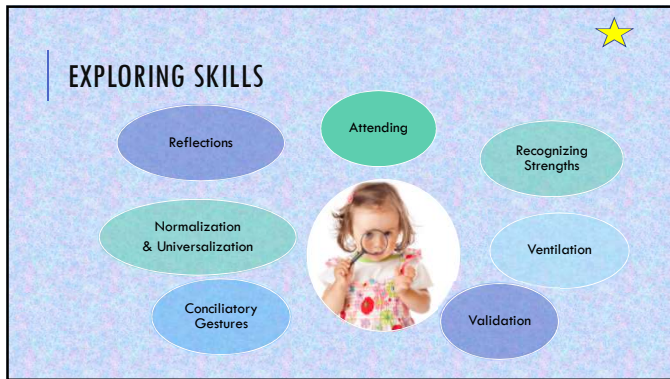 EXPLORING SKILLS
Attending
Reflections
Recognizing
Strengths
Normalization
& Universalization
Ventilation
Conciliatory
Gestures
Validation